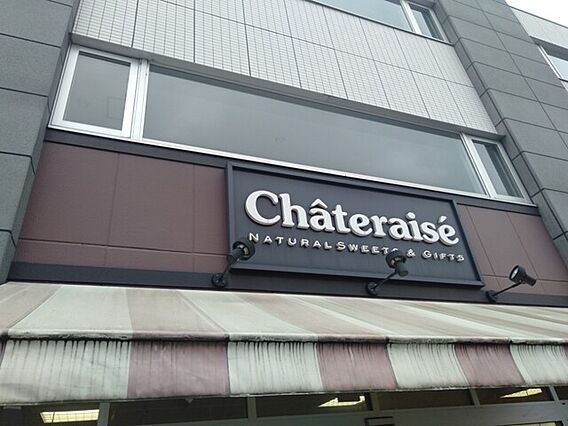 Châteraisé
NATURAL SWEETS & GIFTS